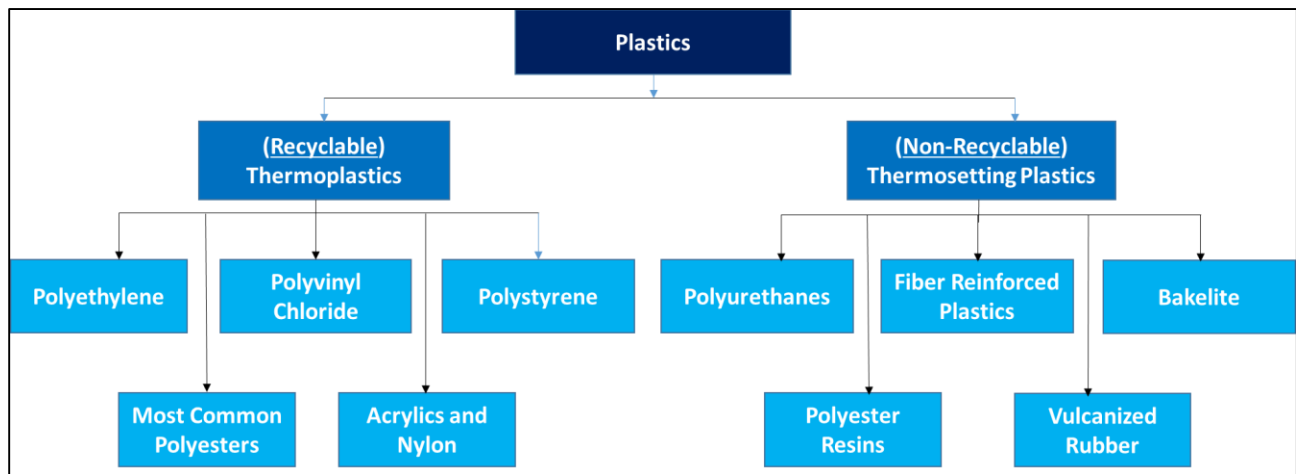 Plastics
(Recyclable)
Thermoplastics
(Non-Recyclable)
Thermosetting Plastics
Polyethylene
Polyvinyl
Chloride
Polystyrene
Polyurethanes
Fiber Reinforced
Plastics
Bakelite
Most Common
Polyesters
Acrylics and
Nylon
Polyester
Resins
Vulcanized
Rubber